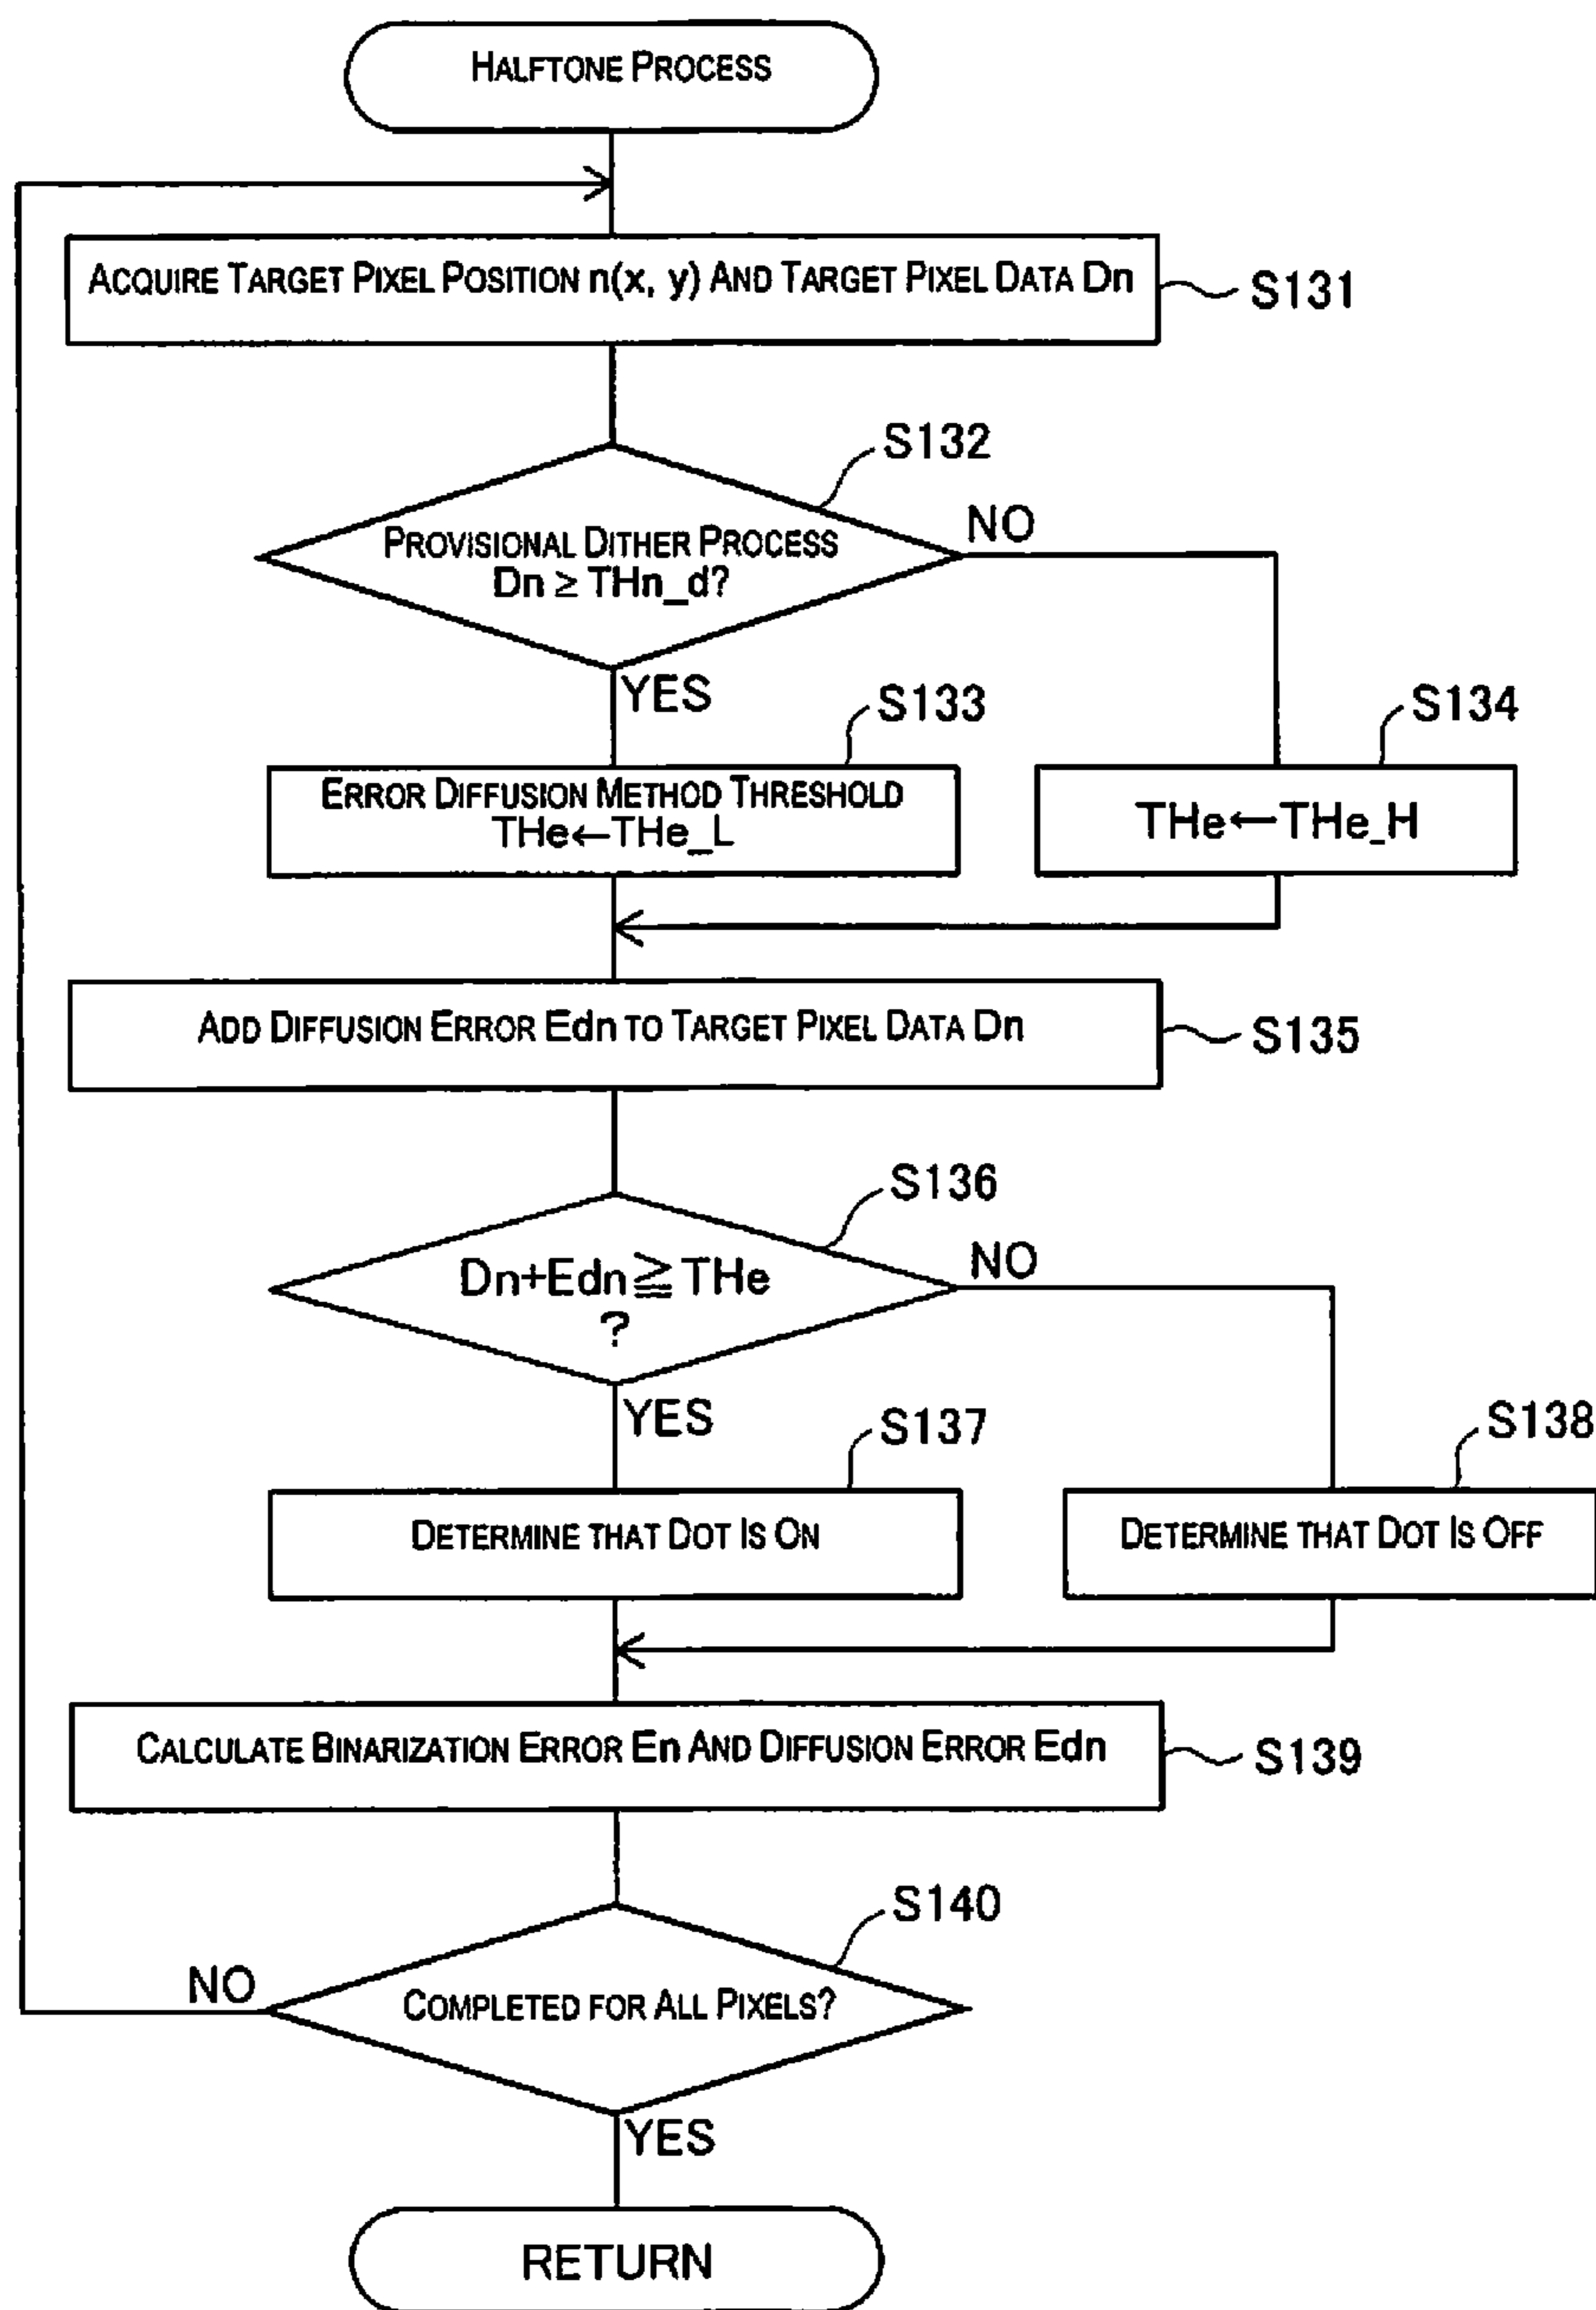 HALFTONE PROCESS
ACQUIRE TARGET PIXEL POSITION n(x, y) AND TARGET PIXEL DATA Dn
S131
S132
PROVISIONAL DITHER PROCESS
Dn ≥ THn_d?
NO
YES
S133
S134
ERROR DIFFUSION METHOD THRESHOLD
THe←THe_L
THe←THe_H
ADD DIFFUSION ERROR Edn TO TARGET PIXEL DATA Dn
S135
S136
Dn+Edn≧THe
?
NO
YES
S137
S138
DETERMINE THAT DOT IS ON
DETERMINE THAT DOT IS OFF
CALCULATE BINARIZATION ERROR En AND DIFFUSION ERROR Edn
S139
S140
NO
COMPLETED FOR ALL PIXELS?
YES
RETURN